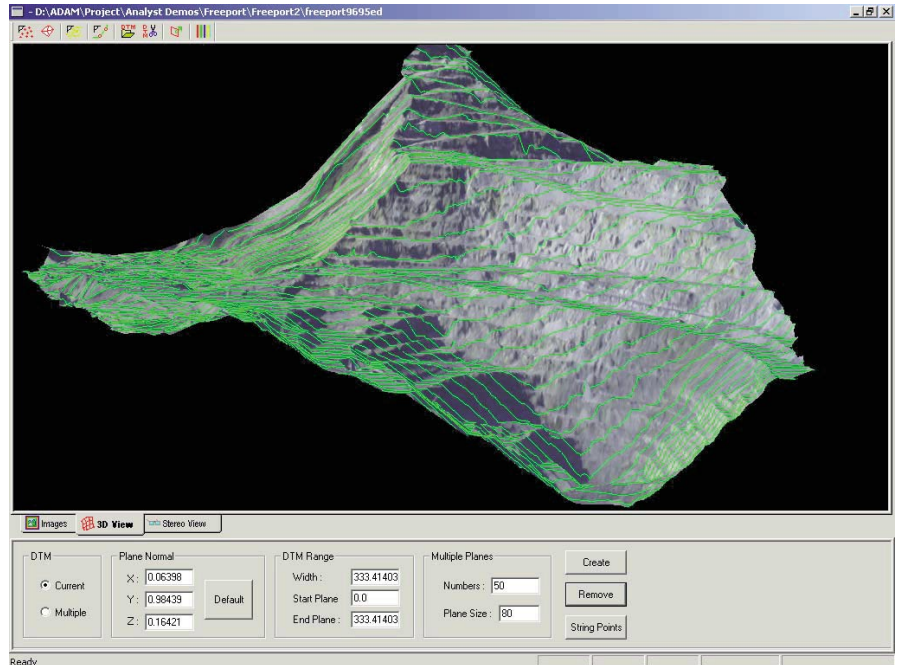 - D:\ADAM\Project\Analyst Demos\Freeport\Freeport2\freeport9695ed
Images 3D View Stereo View
DTM
Current
Multiple
Plane Normal
X: 0.06398
Y: 0.98439
Z: 0.16421
Default
DTM Range
Width: 333.41403
Start Plane 0.0
End Plane: 333.41403
Multiple Planes
Numbers: 50
Plane Size: 80
Create
Remove
String Points
Ready